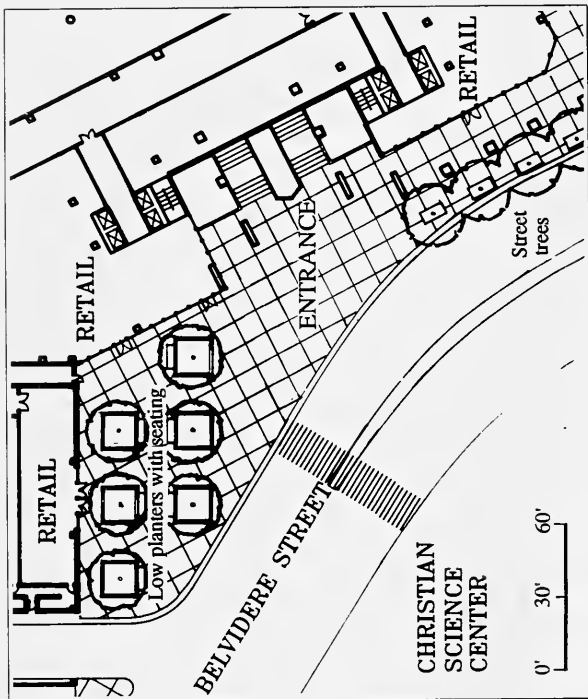 RETAIL
RETAIL
RETAIL
ENTRANCE
Low planters with seating
Street
trees
BELVIDERE STREET
CHRISTIAN
SCIENCE
CENTER
0' 30' 60'